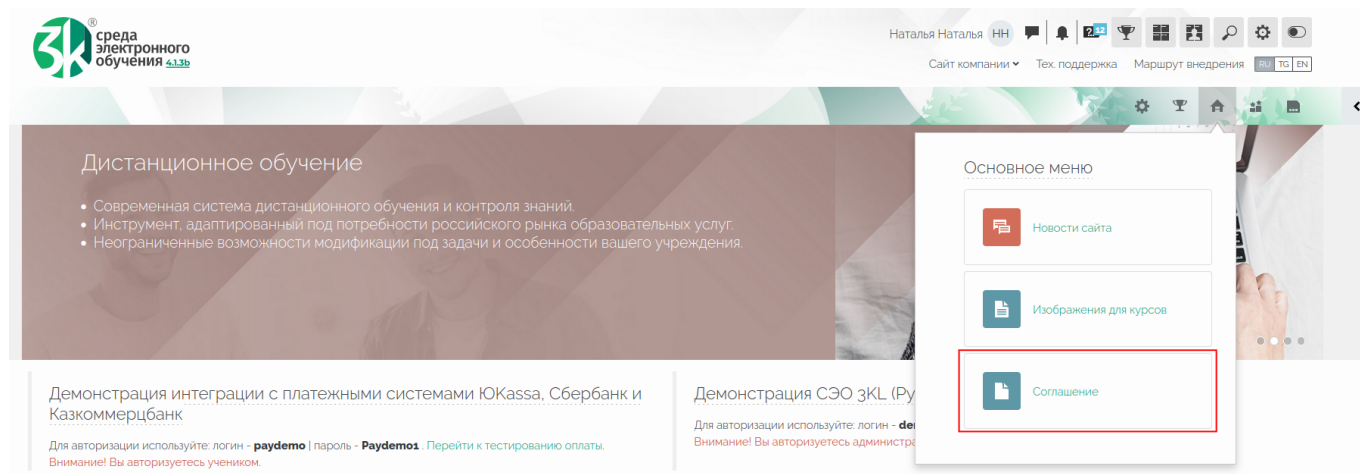 3k ®
среда
электронного
обучения 4.1.3b
Наталья Наталья НН
12
Сайт компании
Тех. поддержка
Маршрут внедрения
RU TG EN
Дистанционное обучение
• Современная система дистанционного обучения и контроля знаний.
• Инструмент, адаптированный под потребности российского рынка образовательных услуг.
• Неограниченные возможности модификации под задачи и особенности вашего учреждения.
Основное меню
Новости сайта
Изображения для курсов
Соглашение
Демонстрация интеграции с платежными системами ЮKassa, Сбербанк и
Казкоммерцбанк
Для авторизации используйте: логин - paydemo | пароль - Paydemo1 . Перейти к тестированию оплаты.
Внимание! Вы авторизуетесь учеником.
Демонстрация СЭО 3KL (Ру
Для авторизации используйте: логин - de
Внимание! Вы авторизуетесь администра